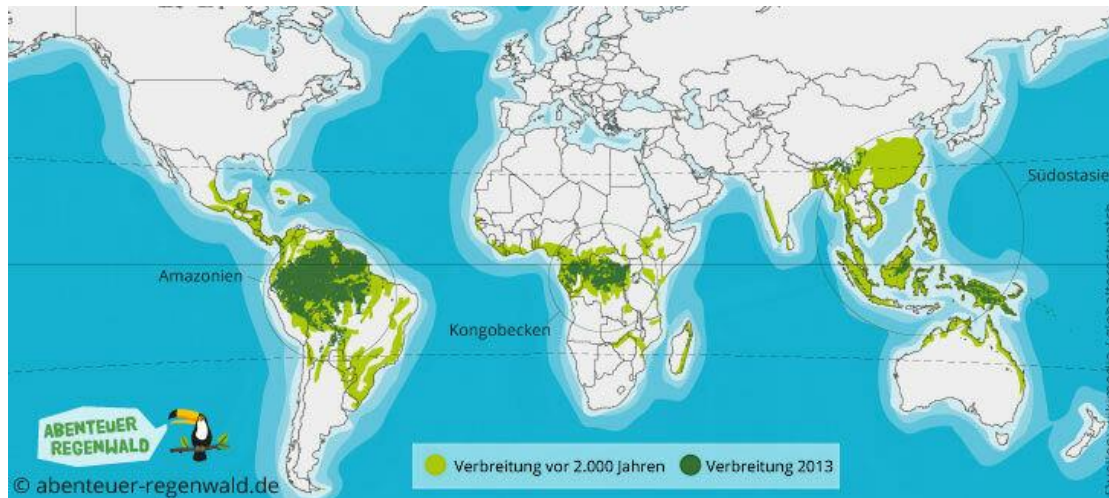 Südostasie
Amazonien
Kongobecken
ABENTEUER
REGENWALD
Verbreitung vor 2.000 Jahren
Verbreitung 2013
© abenteuer-regenwald.de